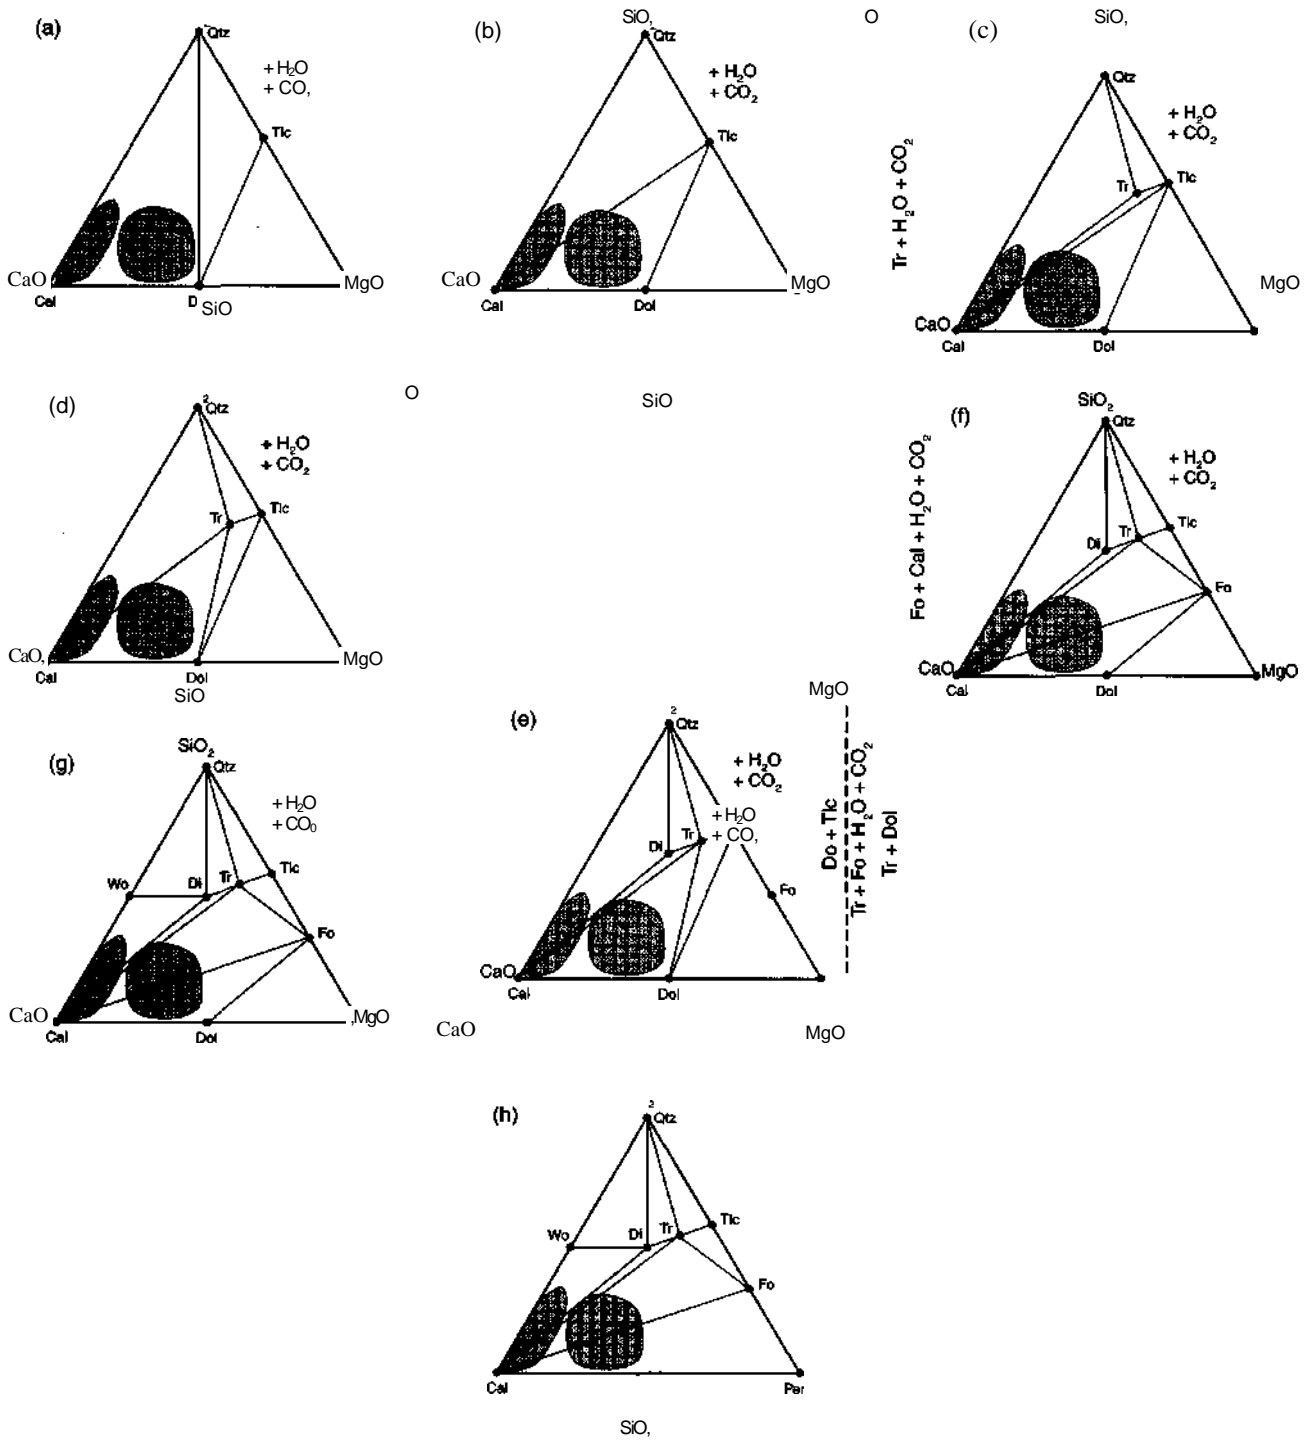 (a)
Qtz
+ H₂O
+ CO,
Tlc
CaO
MgO
Cal
D
SiO
SiO,
(b)
Qtz
+ H₂O
+ CO₂
Tlc
CaO
MgO
Cal
Dol
O
SiO,
(c)
Qtz
+ H₂O
+ CO₂
Tr
Tlc
Tr + H₂O + CO₂
CaO
MgO
Cal
Dol
(d)
O
2
Qtz
+ H₂O
+ CO₂
Tr
Tlc
CaO,
MgO
Cal
Dol
SiO
SiO
(f)
SiO₂
Qtz
+ H₂O
+ CO₂
Fo + Cal + H₂O + CO₂
Di
Tr
Tlc
Fo
CaO
MgO
Cal
Dol
(g)
SiO₂
Qtz
+ H₂O
+ CO₀
Wo
Di
Tr
Tlc
Fo
CaO
,MgO
Cal
Dol
MgO
(e)
2
Qtz
+ H₂O
+ CO₂
+ H₂O
+ CO,
Di
Tr
Fo
Do + Tlc
Tr + Fo + H₂O + CO₂
Tr + Dol
CaO
Cal
Dol
CaO
MgO
(h)
2
Qtz
Wo
Di
Tr
Tlc
Fo
Cal
Per
SiO,